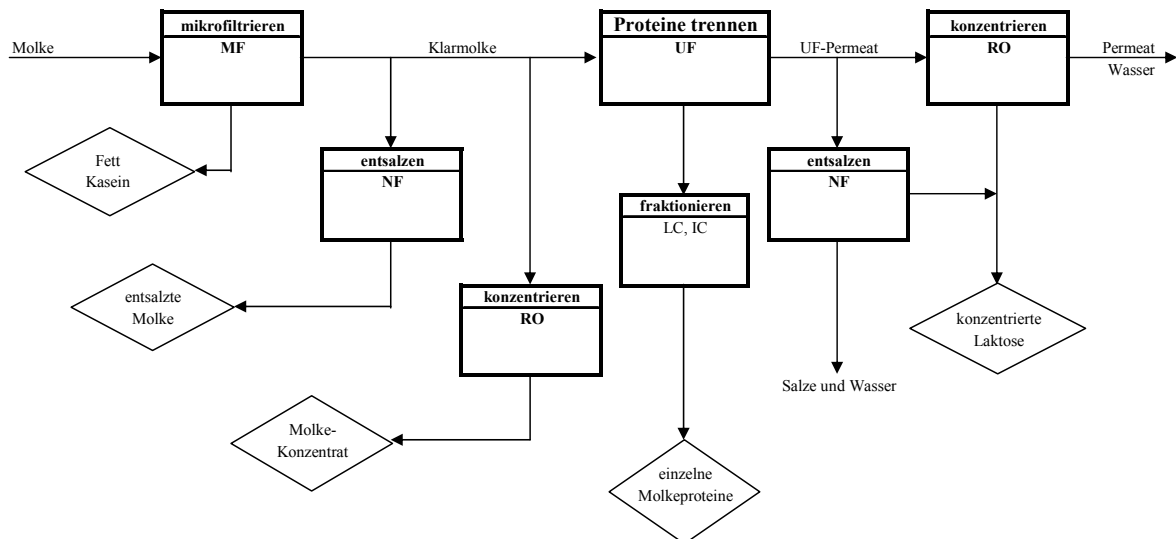 mikrofiltrieren
MF
Proteine trennen
UF
konzentrieren
RO
Molke
Klarmolke
UF-Permeat
Permeat
Wasser
Fett
Kasein
entsalzen
NF
entsalzen
NF
fraktionieren
LC, IC
entsalzte
Molke
konzentrieren
RO
konzentrierte
Laktose
Salze und Wasser
Molke-
Konzentrat
einzelne
Molkeproteine